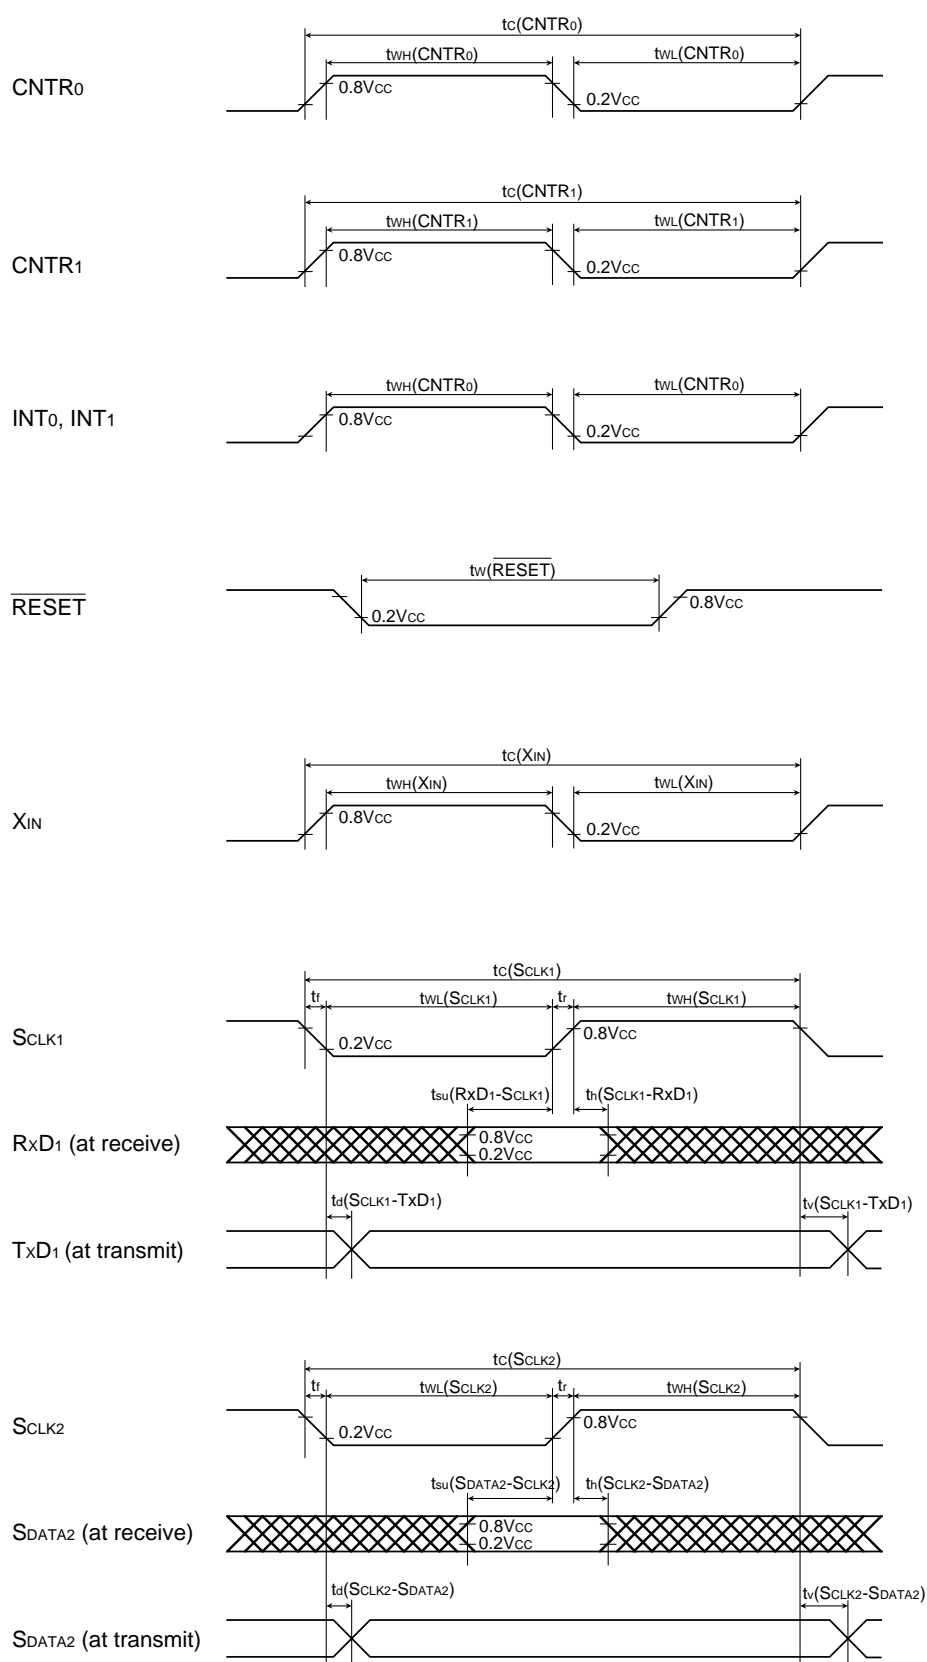 tC(CNTR0)
tWH(CNTR0) tWL(CNTR0)
CNTR0 0.8VCC 0.2VCC
tC(CNTR1)
tWH(CNTR1) tWL(CNTR1)
CNTR1 0.8VCC 0.2VCC
tWH(CNTR0) tWL(CNTR0)
INT0, INT1 0.8VCC 0.2VCC
tW(RESET)
RESET 0.2VCC 0.8VCC
tC(XIN)
tWH(XIN) tWL(XIN)
XIN 0.8VCC 0.2VCC
tC(SCLK1)
tf tWL(SCLK1) tr tWH(SCLK1)
SCLK1 0.2VCC 0.8VCC
tsu(RxD1-SCLK1) th(SCLK1-RxD1)
RXD1 (at receive) 0.8VCC
0.2VCC
td(SCLK1-TxD1) tv(SCLK1-TxD1)
TXD1 (at transmit)
tC(SCLK2)
tf tWL(SCLK2) tr tWH(SCLK2)
SCLK2 0.2VCC 0.8VCC
tsu(SDATA2-SCLK2) th(SCLK2-SDATA2)
SDATA2 (at receive) 0.8VCC
0.2VCC
td(SCLK2-SDATA2) tv(SCLK2-SDATA2)
SDATA2 (at transmit)